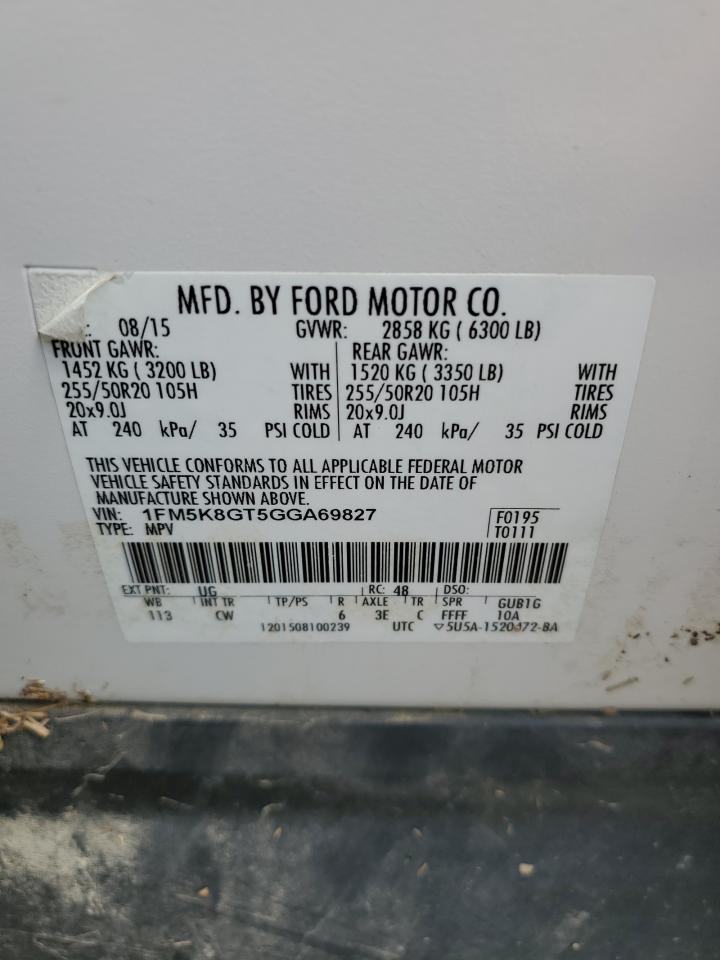 MFD. BY FORD MOTOR CO.
08/15 GVWR: 2858 KG ( 6300 LB)
FRONT GAWR: REAR GAWR:
1452 KG ( 3200 LB) WITH 1520 KG ( 3350 LB) WITH
255/50R20 105H TIRES 255/50R20 105H TIRES
20x9.0J RIMS 20x9.0J RIMS
AT 240 kPa/ 35 PSI COLD AT 240 kPa/ 35 PSI COLD
THIS VEHICLE CONFORMS TO ALL APPLICABLE FEDERAL MOTOR
VEHICLE SAFETY STANDARDS IN EFFECT ON THE DATE OF
MANUFACTURE SHOWN ABOVE.
VIN: 1FM5K8GT5GGA69827 F0195
TYPE: MPV T0111
EXT PNT: UG RC: 48 DSO:
WB INT TR TP/PS R AXLE TR SPR GUB1G
113 CW 6 3E C FFFF 10A
1201508100239 UTC ▽5U5A-1520472-BA